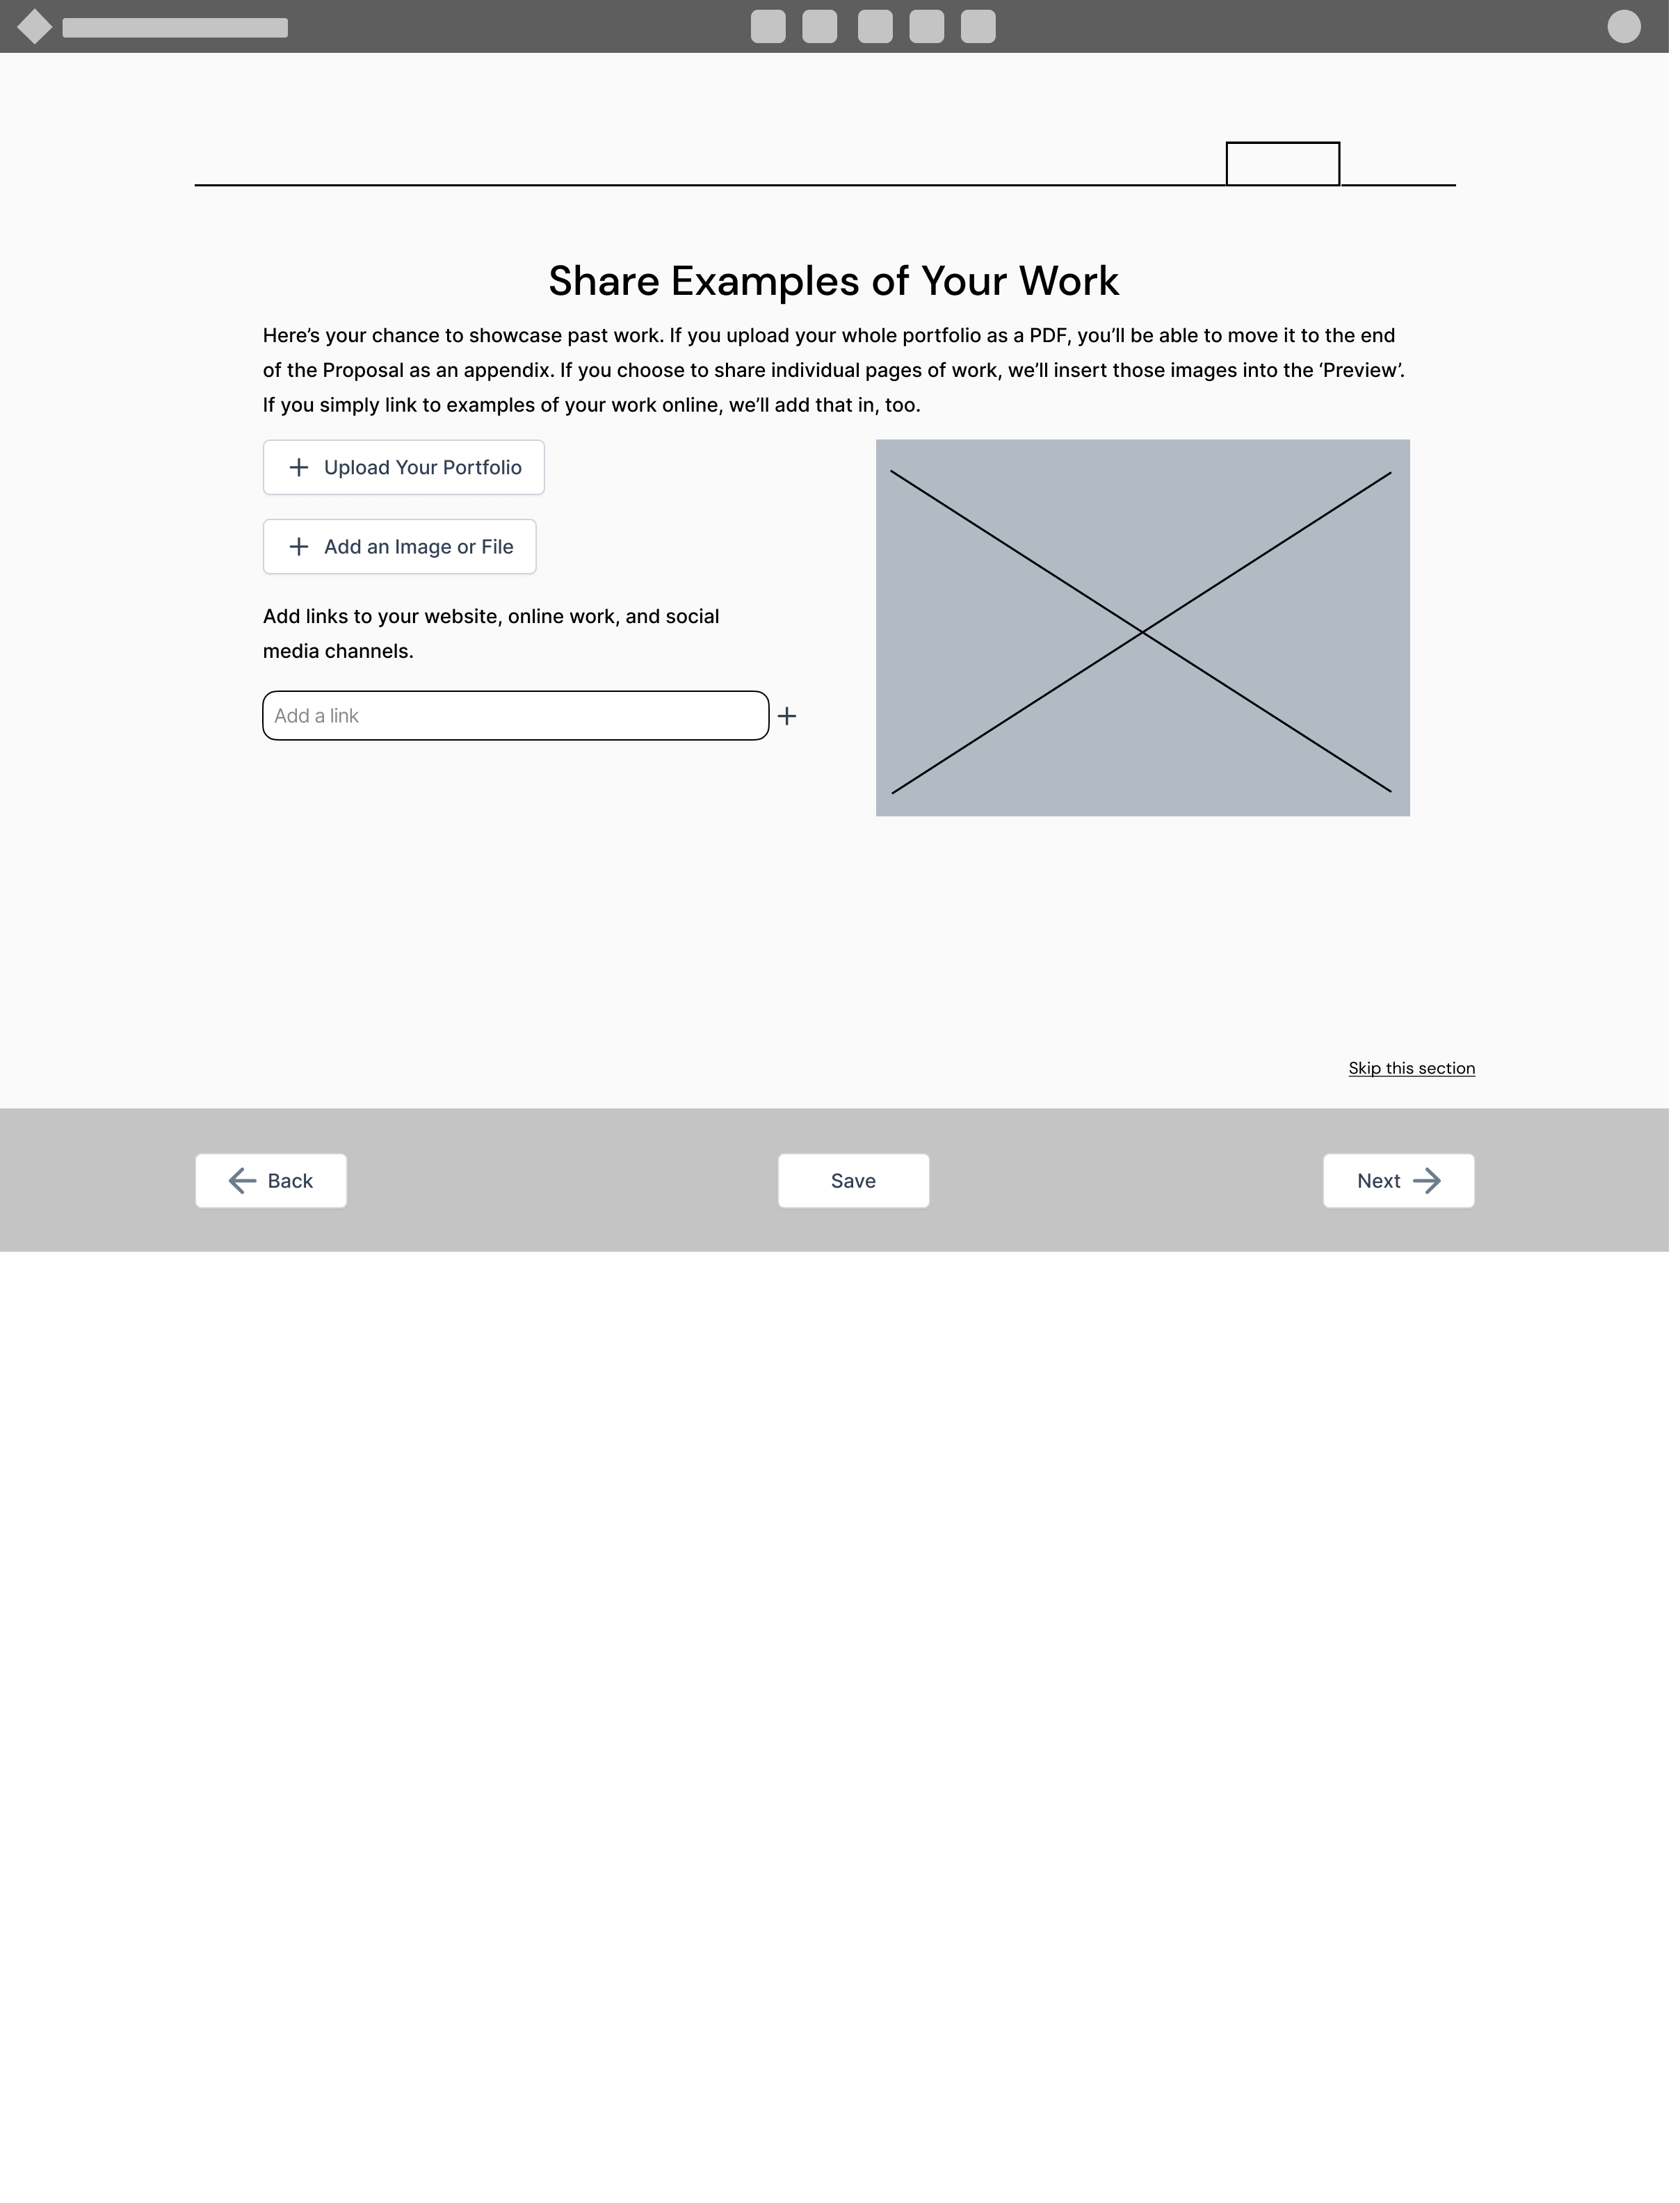 Share Examples of Your Work
Here’s your chance to showcase past work. If you upload your whole portfolio as a PDF, you’ll be able to move it to the end
of the Proposal as an appendix. If you choose to share individual pages of work, we’ll insert those images into the ‘Preview’.
If you simply link to examples of your work online, we’ll add that in, too.
Upload Your Portfolio
Add an Image or File
Add links to your website, online work, and social
media channels.
Add a link
Skip this section
Back
Save
Next